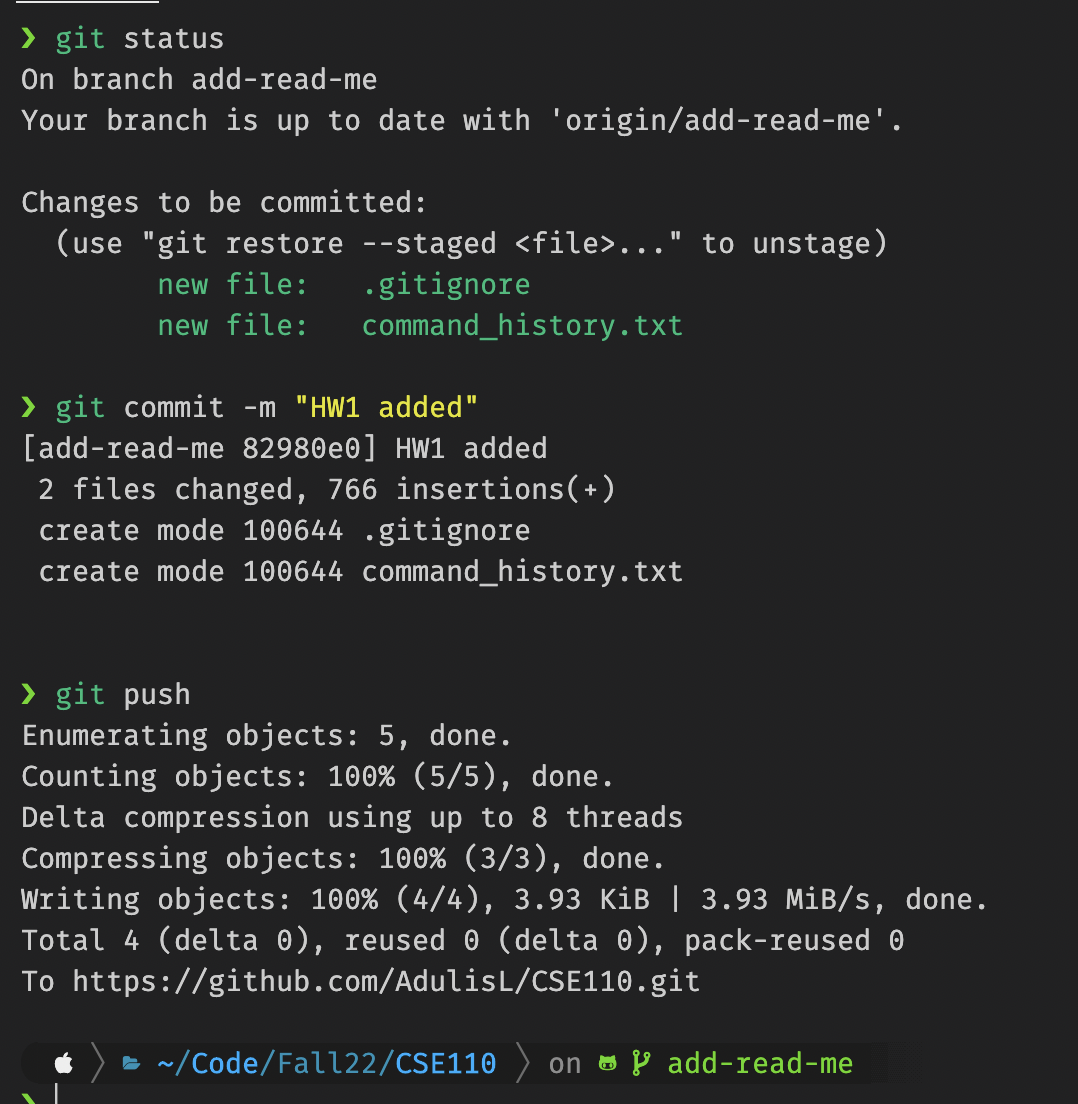 ❯ git status
On branch add-read-me
Your branch is up to date with 'origin/add-read-me'.
Changes to be committed:
(use "git restore --staged <file>..." to unstage)
new file: .gitignore
new file: command_history.txt
❯ git commit -m "HW1 added"
[add-read-me 82980e0] HW1 added
2 files changed, 766 insertions(+)
create mode 100644 .gitignore
create mode 100644 command_history.txt
❯ git push
Enumerating objects: 5, done.
Counting objects: 100% (5/5), done.
Delta compression using up to 8 threads
Compressing objects: 100% (3/3), done.
Writing objects: 100% (4/4), 3.93 KiB | 3.93 MiB/s, done.
Total 4 (delta 0), reused 0 (delta 0), pack-reused 0
To https://github.com/AdulisL/CSE110.git
~/Code/Fall22/CSE110 on add-read-me
❯